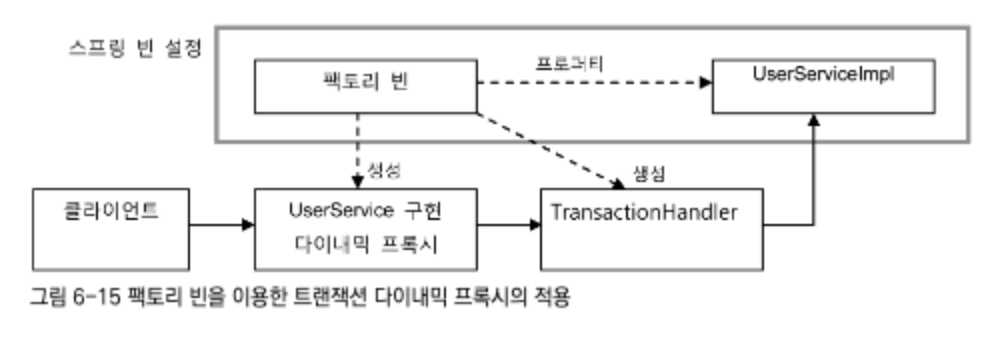 스프링 빈 설정
팩토리 빈
프로퍼티
UserServiceImpl
생성
생성
클라이언트
UserService 구현
다이내믹 프록시
TransactionHandler
그림 6-15 팩토리 빈을 이용한 트랜잭션 다이내믹 프록시의 적용